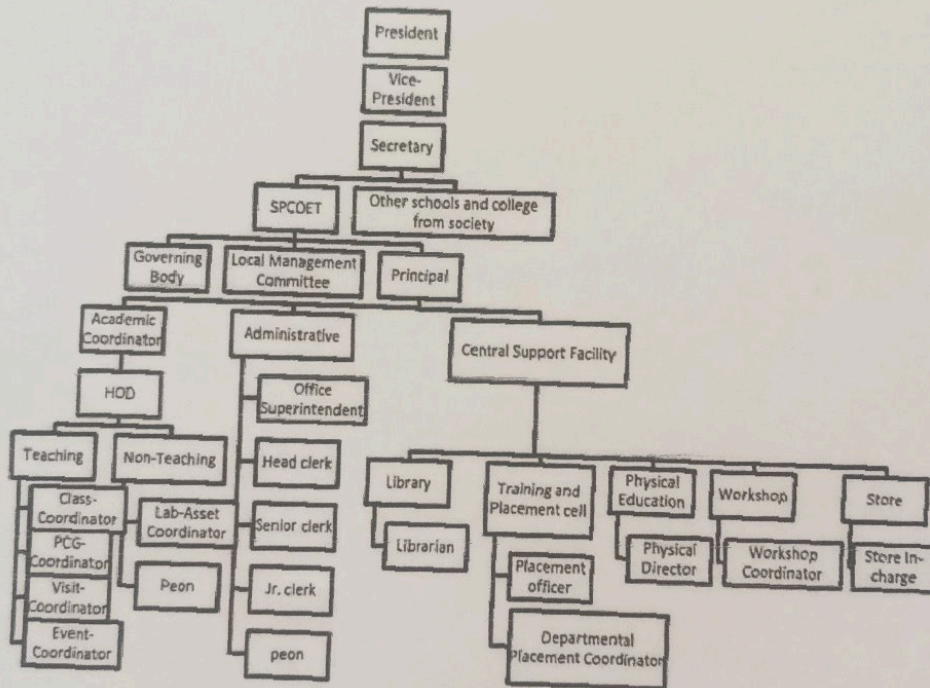 President
Vice-
President
Secretary
SPCOET
Other schools and college
from society
Governing
Body
Local Management
Committee
Principal
Academic
Coordinator
Administrative
Central Support Facility
HOD
Office
Superintendent
Teaching
Non-Teaching
Head clerk
Library
Training and
Placement cell
Physical
Education
Workshop
Store
Class-
Coordinator
Lab-Asset
Coordinator
Senior clerk
Librarian
Physical
Director
Workshop
Coordinator
Store In-
charge
PCG-
Coordinator
Placement
officer
Visit-
Coordinator
Peon
Jr. clerk
Event-
Coordinator
peon
Departmental
Placement Coordinator